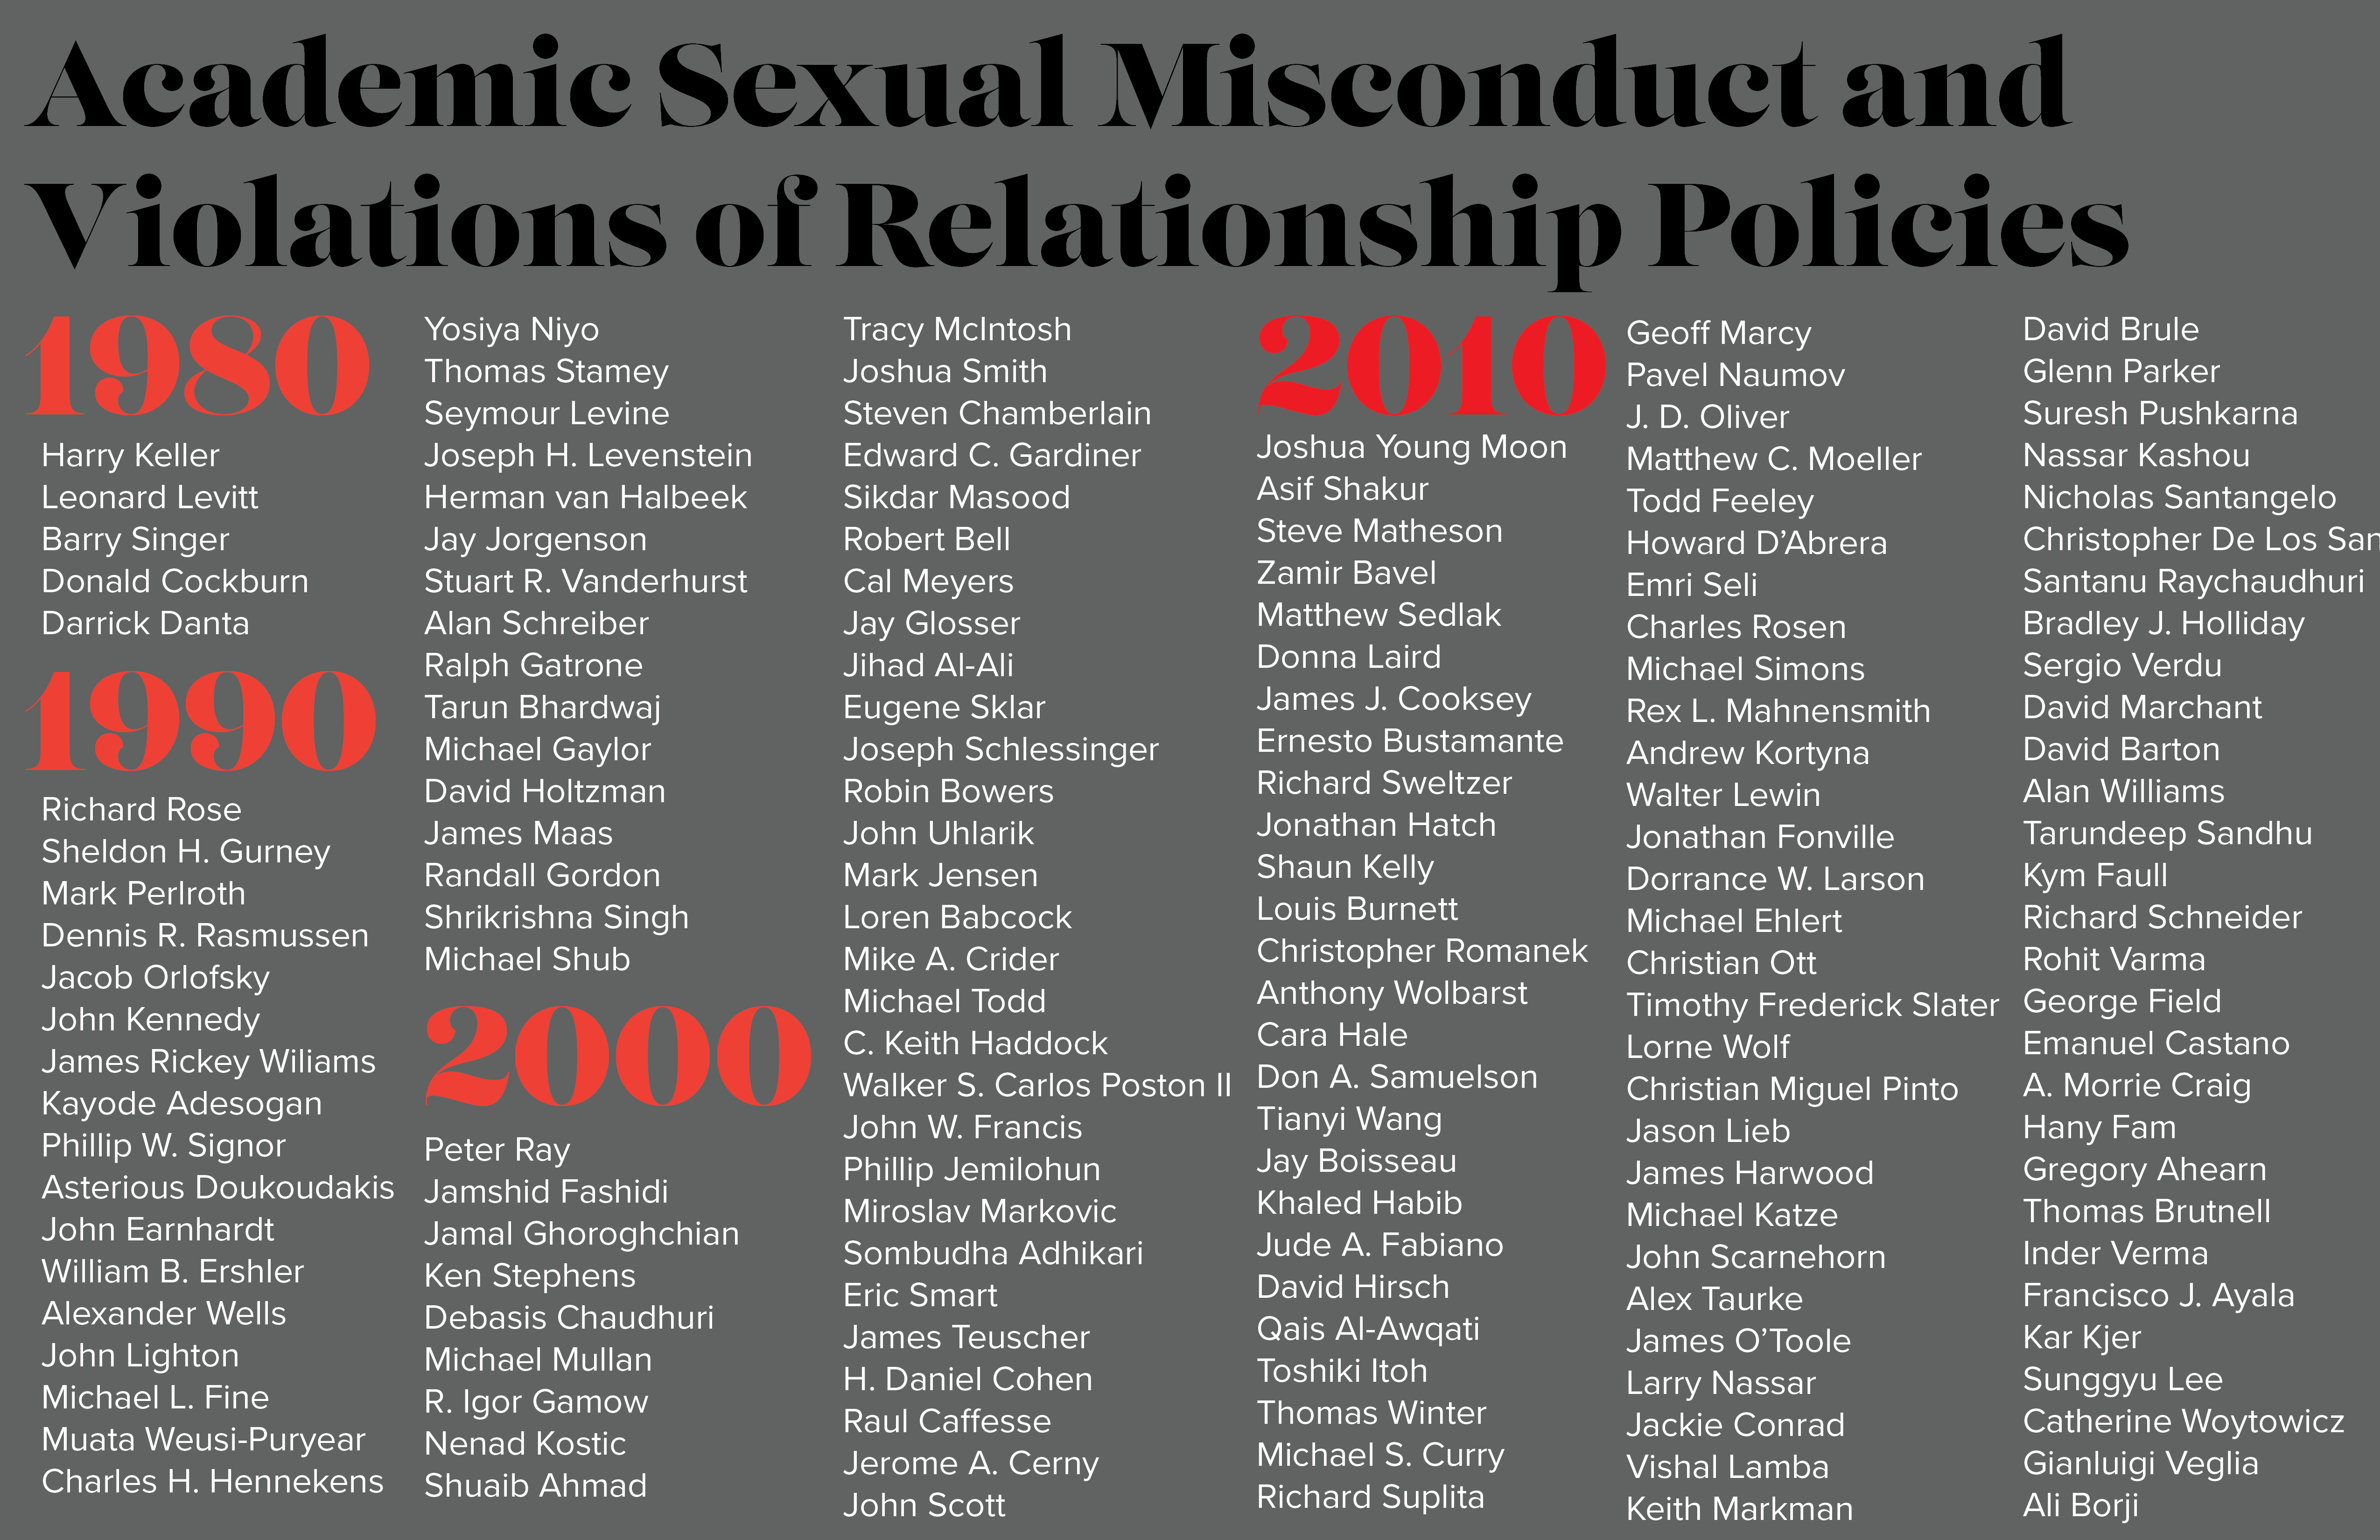 Academic Sexual Misconduct and
Violations of Relationship Policies
1980
Harry Keller
Leonard Levitt
Barry Singer
Donald Cockburn
Darrick Danta
1990
Richard Rose
Sheldon H. Gurney
Mark Perlroth
Dennis R. Rasmussen
Jacob Orlofsky
John Kennedy
James Rickey Wiliams
Kayode Adesogan
Phillip W. Signor
Asterious Doukoudakis
John Earnhardt
William B. Ershler
Alexander Wells
John Lighton
Michael L. Fine
Muata Weusi-Puryear
Charles H. Hennekens
Yosiya Niyo
Thomas Stamey
Seymour Levine
Joseph H. Levenstein
Herman van Halbeek
Jay Jorgenson
Stuart R. Vanderhurst
Alan Schreiber
Ralph Gatrone
Tarun Bhardwaj
Michael Gaylor
David Holtzman
James Maas
Randall Gordon
Shrikrishna Singh
Michael Shub
2000
Peter Ray
Jamshid Fashidi
Jamal Ghoroghchian
Ken Stephens
Debasis Chaudhuri
Michael Mullan
R. Igor Gamow
Nenad Kostic
Shuaib Ahmad
Tracy McIntosh
Joshua Smith
Steven Chamberlain
Edward C. Gardiner
Sikdar Masood
Robert Bell
Cal Meyers
Jay Glosser
Jihad Al-Ali
Eugene Sklar
Joseph Schlessinger
Robin Bowers
John Uhlarik
Mark Jensen
Loren Babcock
Mike A. Crider
Michael Todd
C. Keith Haddock
Walker S. Carlos Poston II
John W. Francis
Phillip Jemilohun
Miroslav Markovic
Sombudha Adhikari
Eric Smart
James Teuscher
H. Daniel Cohen
Raul Caffesse
Jerome A. Cerny
John Scott
2010
Joshua Young Moon
Asif Shakur
Steve Matheson
Zamir Bavel
Matthew Sedlak
Donna Laird
James J. Cooksey
Ernesto Bustamante
Richard Sweltzer
Jonathan Hatch
Shaun Kelly
Louis Burnett
Christopher Romanek
Anthony Wolbarst
Cara Hale
Don A. Samuelson
Tianyi Wang
Jay Boisseau
Khaled Habib
Jude A. Fabiano
David Hirsch
Qais Al-Awqati
Toshiki Itoh
Thomas Winter
Michael S. Curry
Richard Suplita
Geoff Marcy
Pavel Naumov
J. D. Oliver
Matthew C. Moeller
Todd Feeley
Howard D’Abrera
Emri Seli
Charles Rosen
Michael Simons
Rex L. Mahnensmith
Andrew Kortyna
Walter Lewin
Jonathan Fonville
Dorrance W. Larson
Michael Ehlert
Christian Ott
Timothy Frederick Slater
Lorne Wolf
Christian Miguel Pinto
Jason Lieb
James Harwood
Michael Katze
John Scarnehorn
Alex Taurke
James O’Toole
Larry Nassar
Jackie Conrad
Vishal Lamba
Keith Markman
David Brule
Glenn Parker
Suresh Pushkarna
Nassar Kashou
Nicholas Santangelo
Christopher De Los San
Santanu Raychaudhuri
Bradley J. Holliday
Sergio Verdu
David Marchant
David Barton
Alan Williams
Tarundeep Sandhu
Kym Faull
Richard Schneider
Rohit Varma
George Field
Emanuel Castano
A. Morrie Craig
Hany Fam
Gregory Ahearn
Thomas Brutnell
Inder Verma
Francisco J. Ayala
Kar Kjer
Sunggyu Lee
Catherine Woytowicz
Gianluigi Veglia
Ali Borji